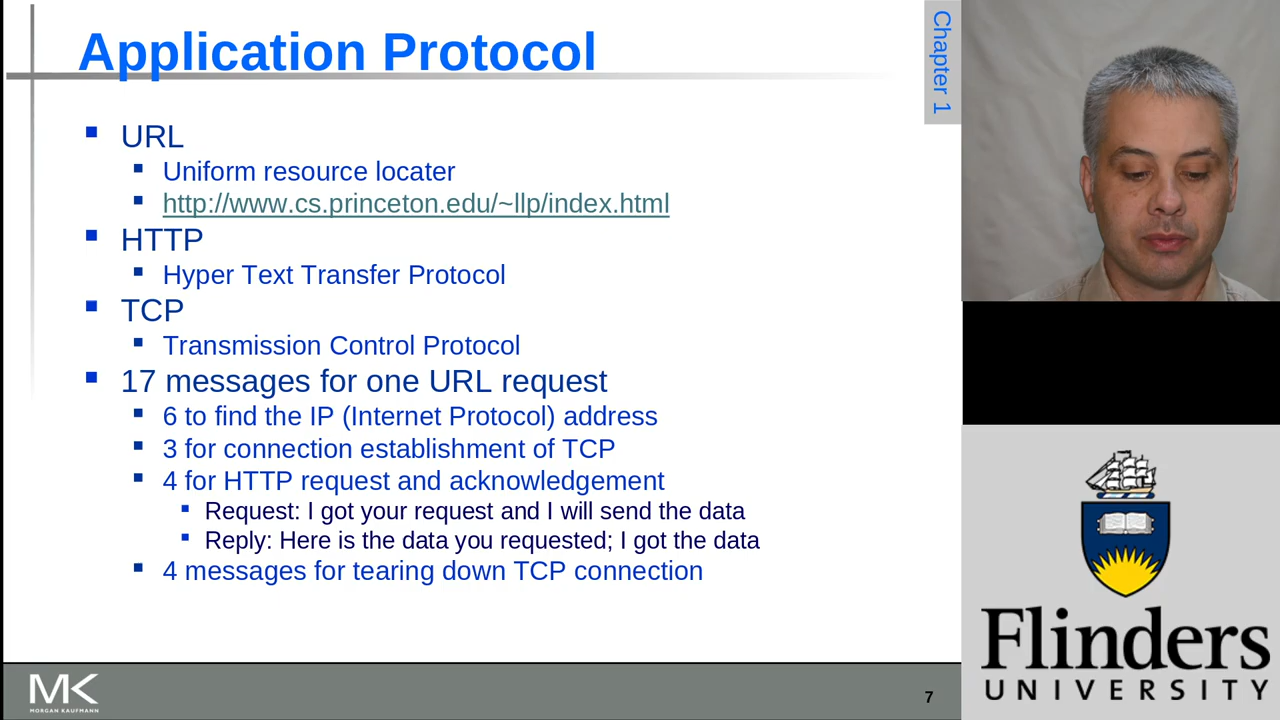 Application Protocol
Chapter 1
URL
Uniform resource locater
http://www.cs.princeton.edu/~llp/index.html
HTTP
Hyper Text Transfer Protocol
TCP
Transmission Control Protocol
17 messages for one URL request
6 to find the IP (Internet Protocol) address
3 for connection establishment of TCP
4 for HTTP request and acknowledgement
Request: I got your request and I will send the data
Reply: Here is the data you requested; I got the data
4 messages for tearing down TCP connection
MK
MORGAN KAUFMANN
7
Flinders
UNIVERSITY